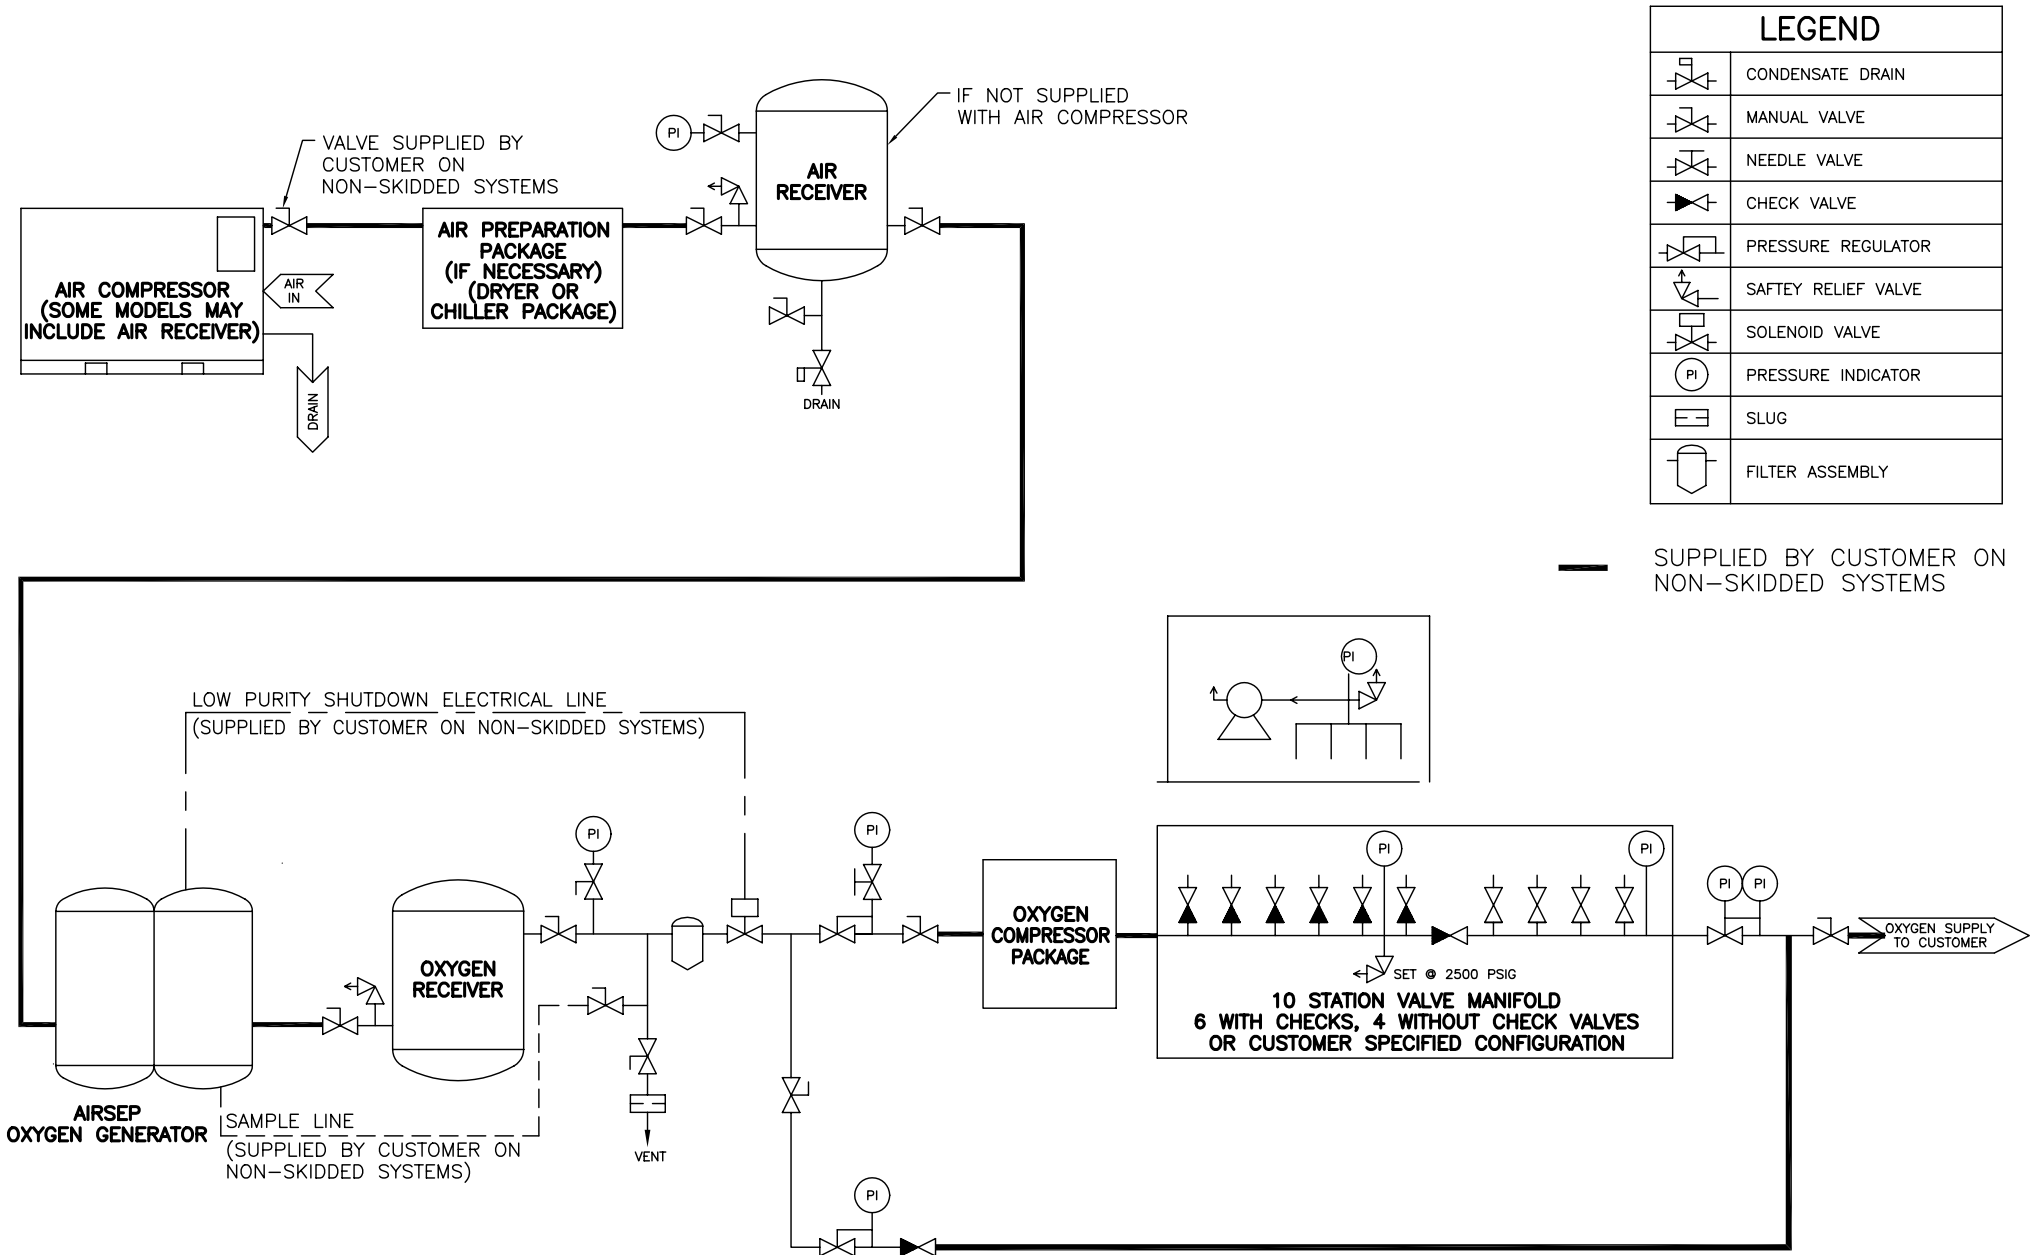 LEGEND
CONDENSATE DRAIN
MANUAL VALVE
NEEDLE VALVE
CHECK VALVE
PRESSURE REGULATOR
SAFTEY RELIEF VALVE
SOLENOID VALVE
PI
PRESSURE INDICATOR
SLUG
FILTER ASSEMBLY
SUPPLIED BY CUSTOMER ON
NON-SKIDDED SYSTEMS
VALVE SUPPLIED BY
CUSTOMER ON
NON-SKIDDED SYSTEMS
AIR COMPRESSOR
(SOME MODELS MAY
INCLUDE AIR RECEIVER)
AIR
IN
DRAIN
AIR PREPARATION
PACKAGE
(IF NECESSARY)
(DRYER OR
CHILLER PACKAGE)
PI
AIR
RECEIVER
IF NOT SUPPLIED
WITH AIR COMPRESSOR
DRAIN
LOW PURITY SHUTDOWN ELECTRICAL LINE
(SUPPLIED BY CUSTOMER ON NON-SKIDDED SYSTEMS)
AIRSEP
OXYGEN GENERATOR
SAMPLE LINE
(SUPPLIED BY CUSTOMER ON
NON-SKIDDED SYSTEMS)
OXYGEN
RECEIVER
PI
VENT
PI
PI
OXYGEN
COMPRESSOR
PACKAGE
PI
PI
PI
SET @ 2500 PSIG
10 STATION VALVE MANIFOLD
6 WITH CHECKS, 4 WITHOUT CHECK VALVES
OR CUSTOMER SPECIFIED CONFIGURATION
PI
PI
OXYGEN SUPPLY
TO CUSTOMER